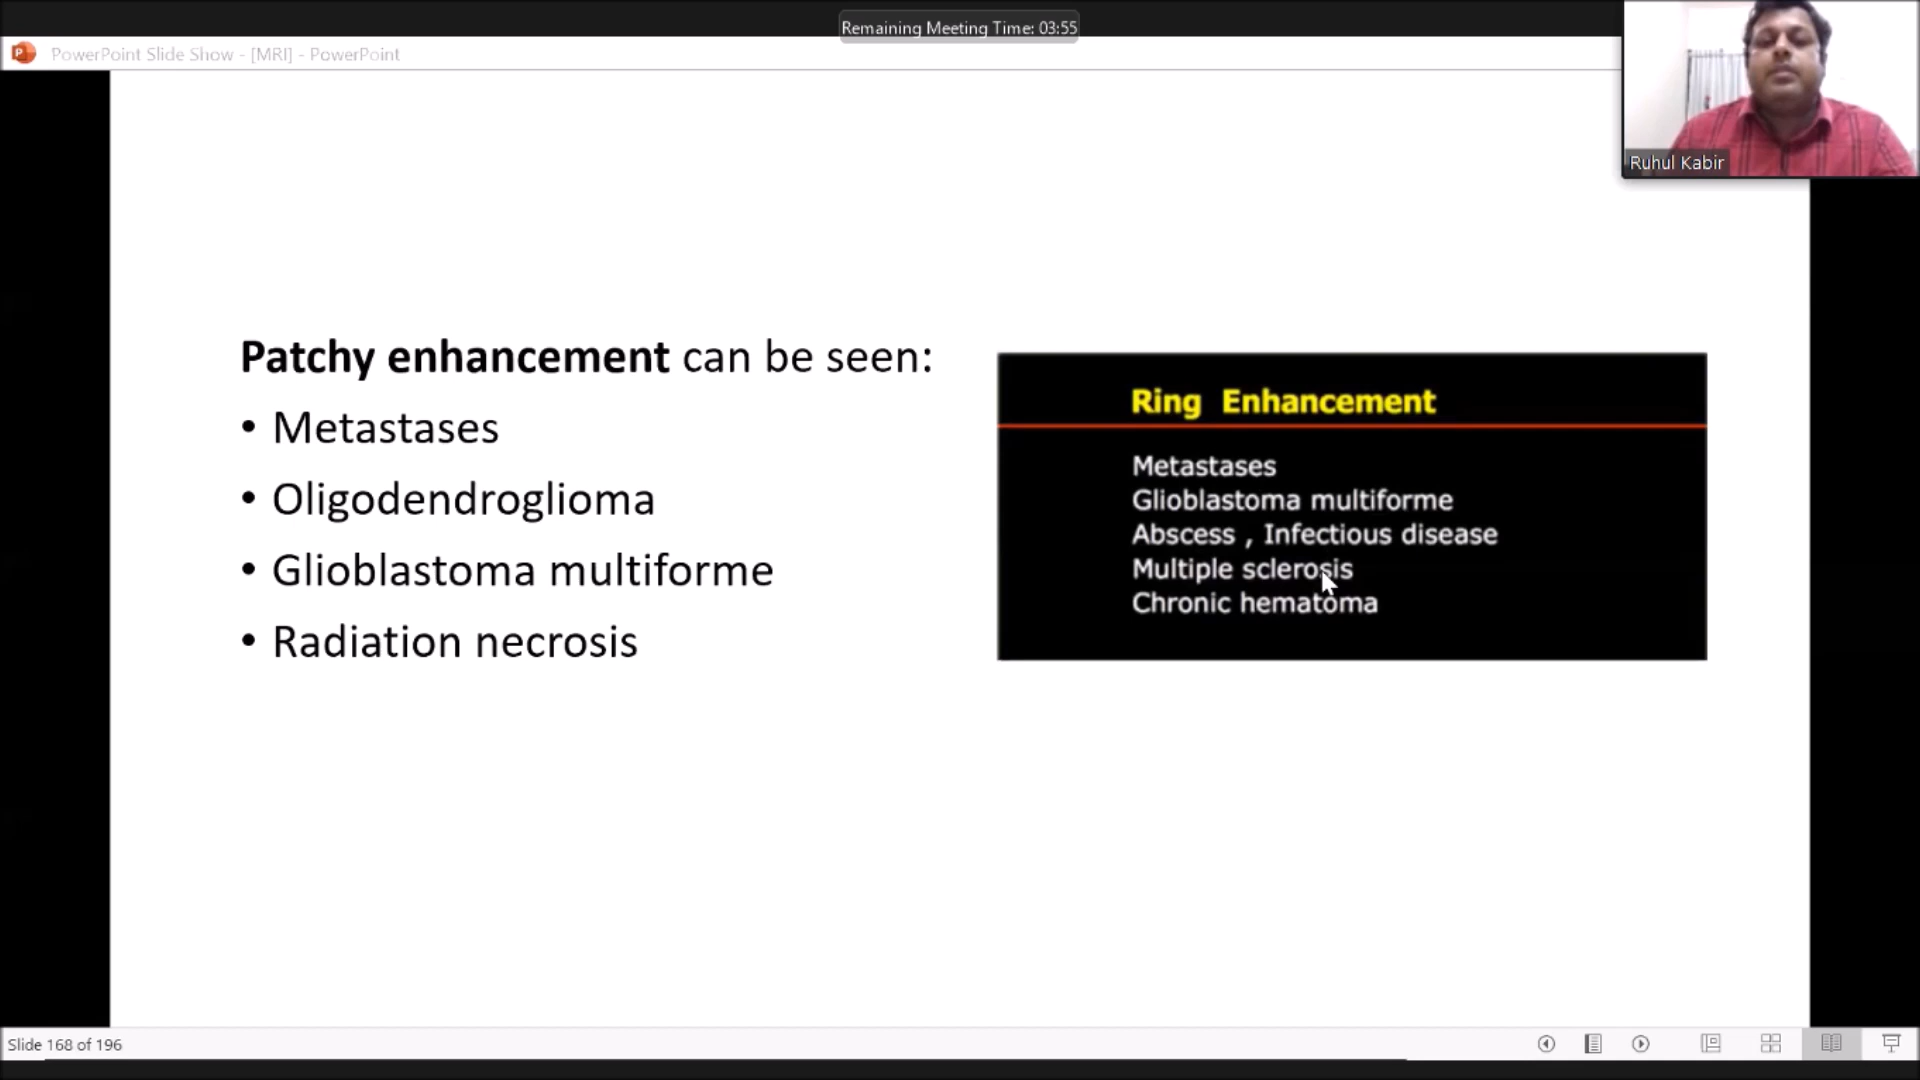 Remaining Meeting Time: 03:55
PowerPoint Slide Show - [MRI] - PowerPoint
Ruhul Kabir
Patchy enhancement can be seen:
• Metastases
• Oligodendroglioma
• Glioblastoma multiforme
• Radiation necrosis
Ring Enhancement
Metastases
Glioblastoma multiforme
Abscess , Infectious disease
Multiple sclerosis
Chronic hematoma
Slide 168 of 196